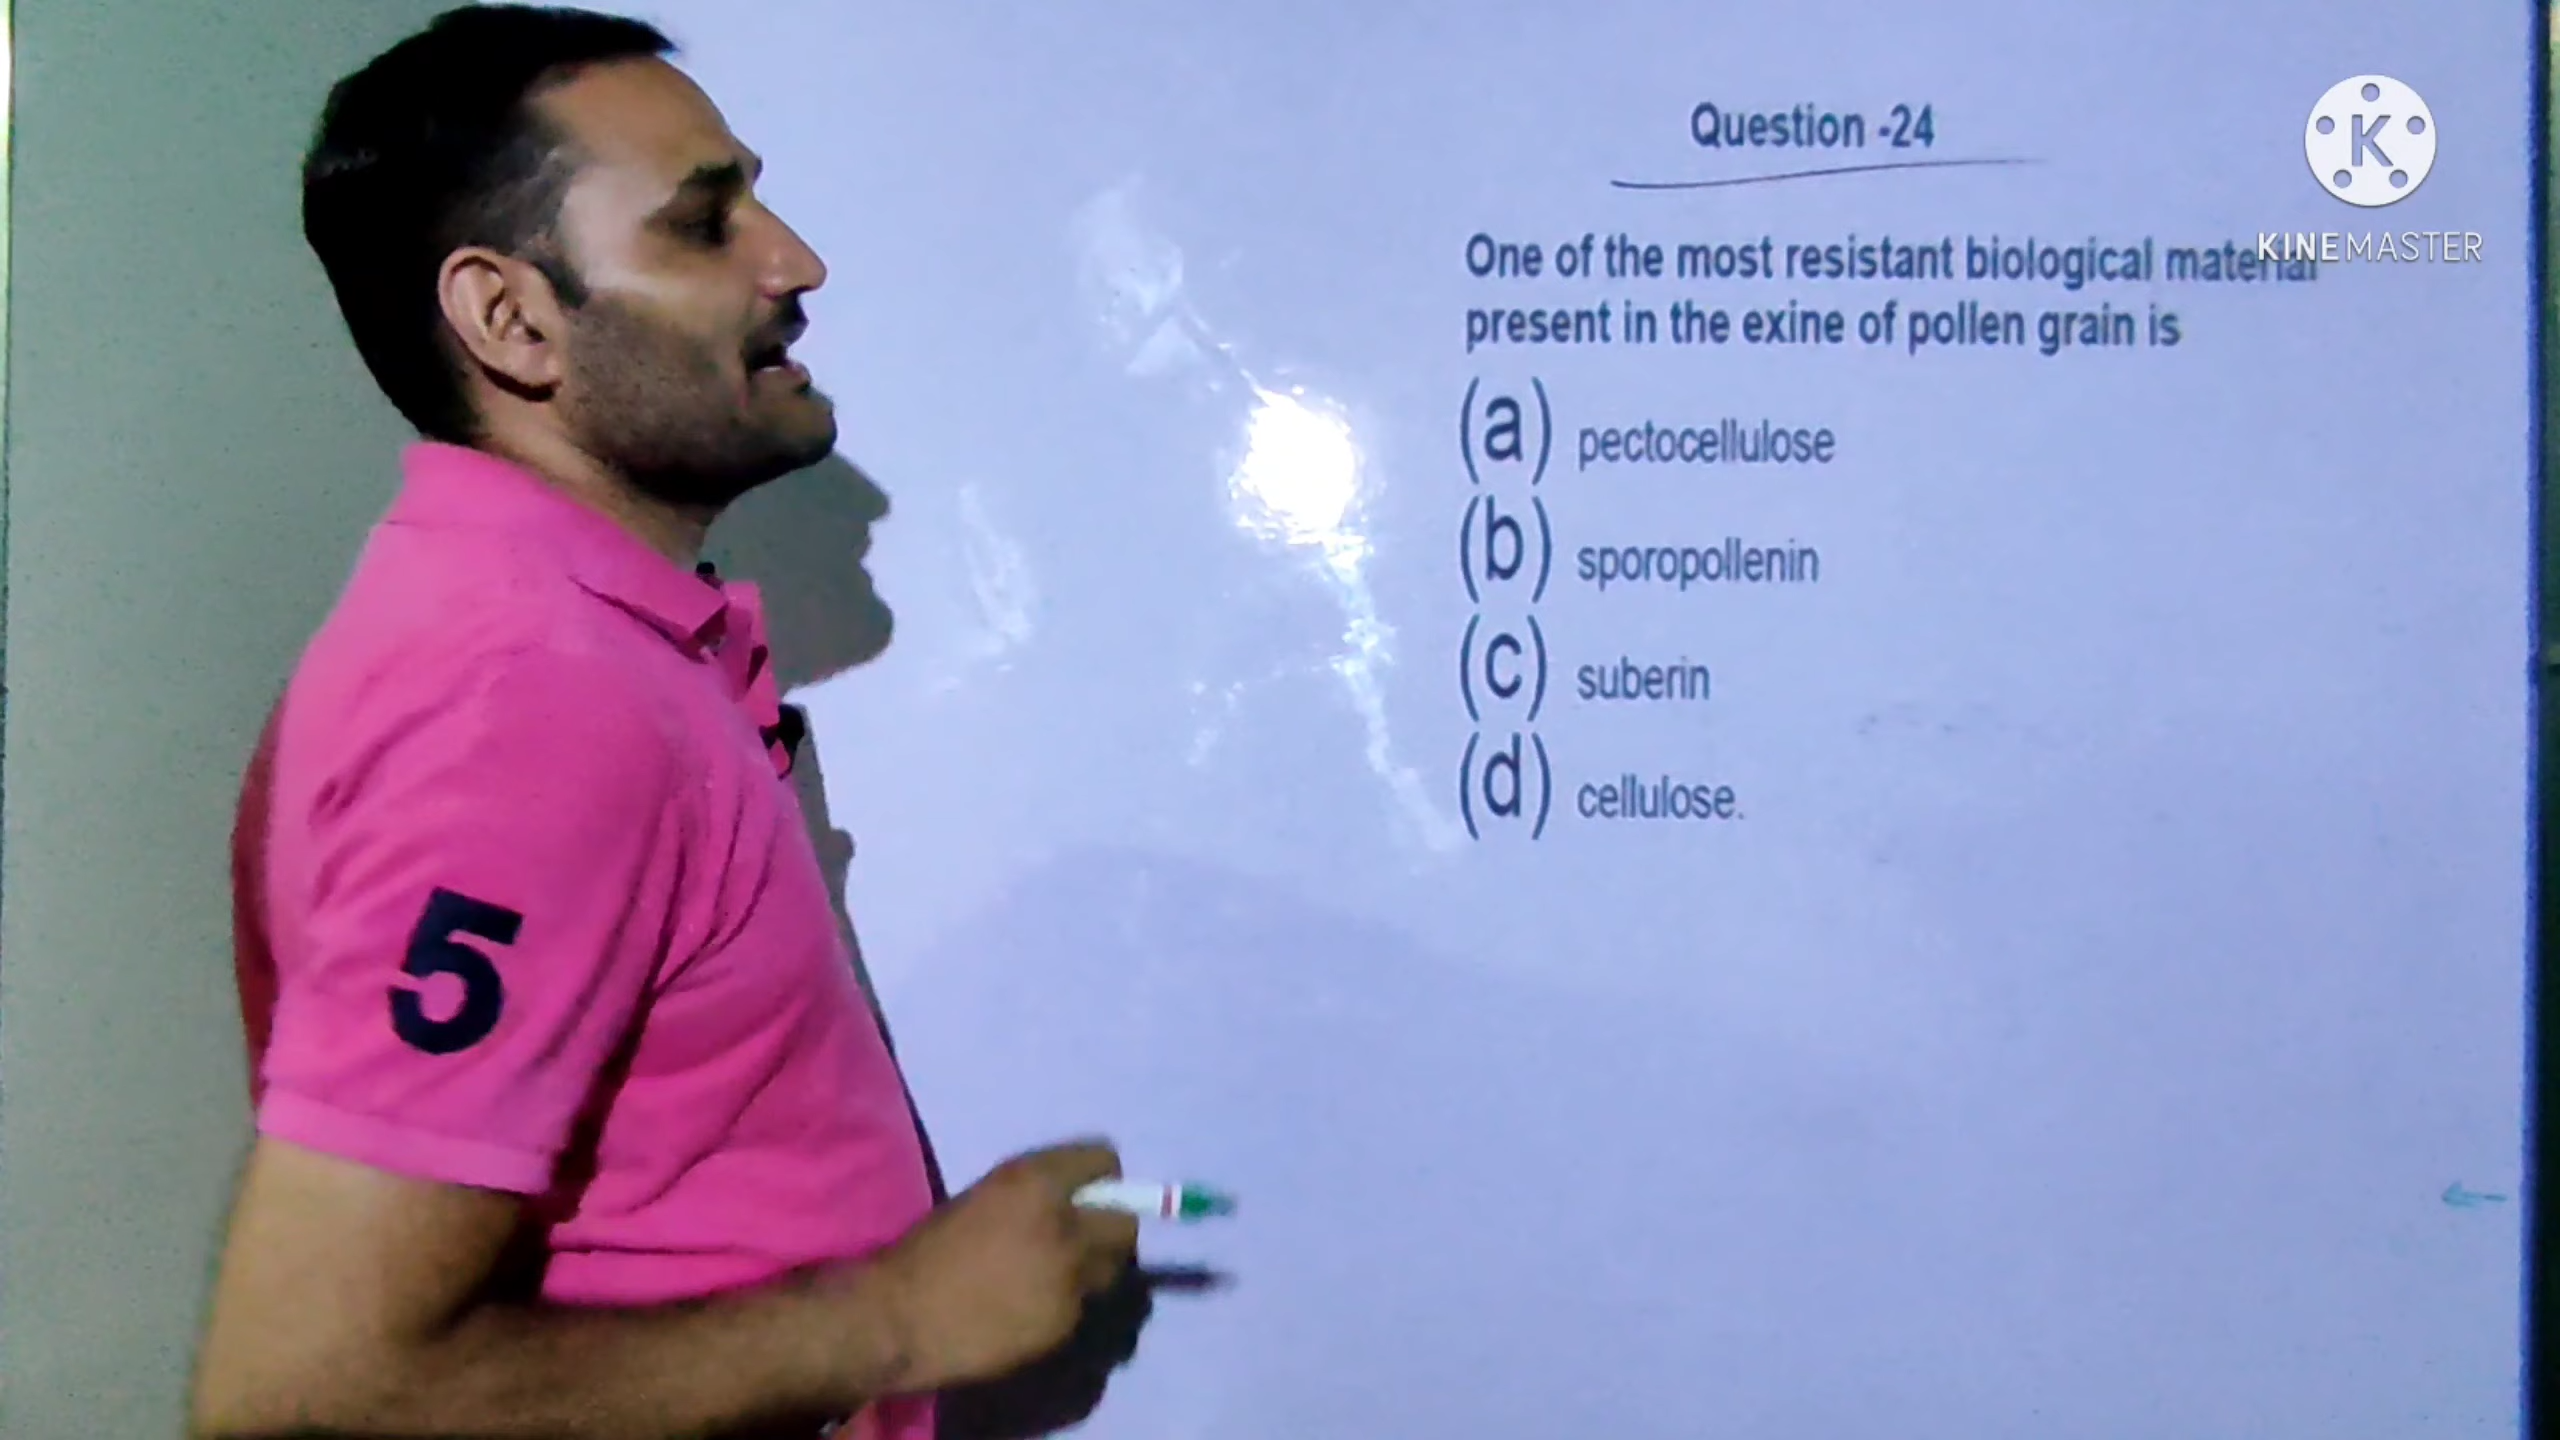 Question -24
One of the most resistant biological material
present in the exine of pollen grain is
(a) pectocellulose
(b) sporopollenin
(c) suberin
(d) cellulose.
K
KINEMASTER
5